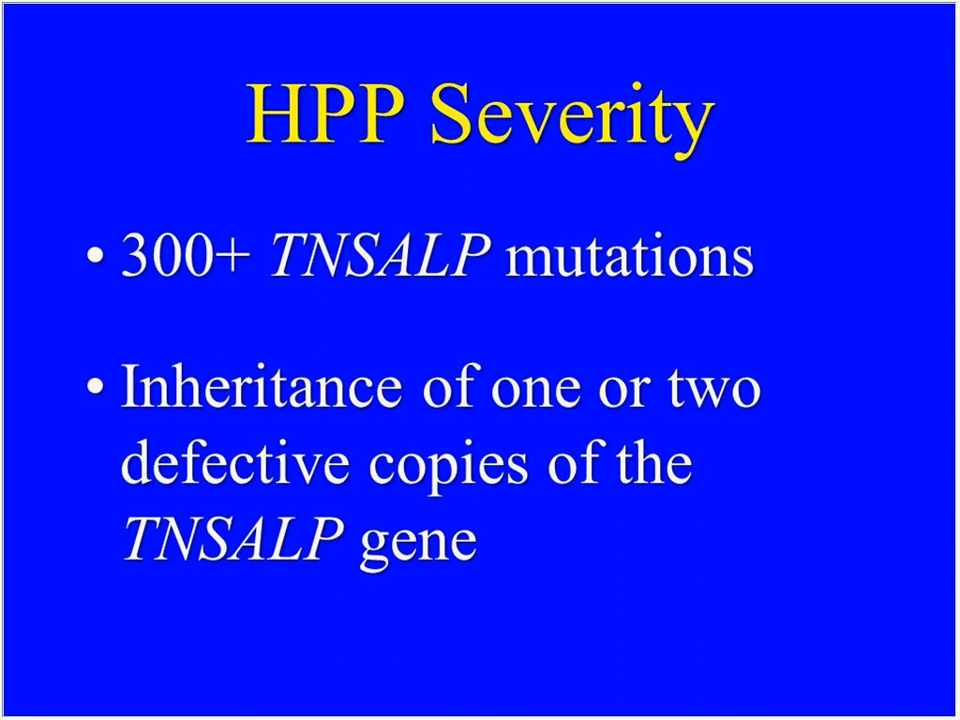 HPP Severity
• 300+ TNSALP mutations
• Inheritance of one or two
defective copies of the
TNSALP gene